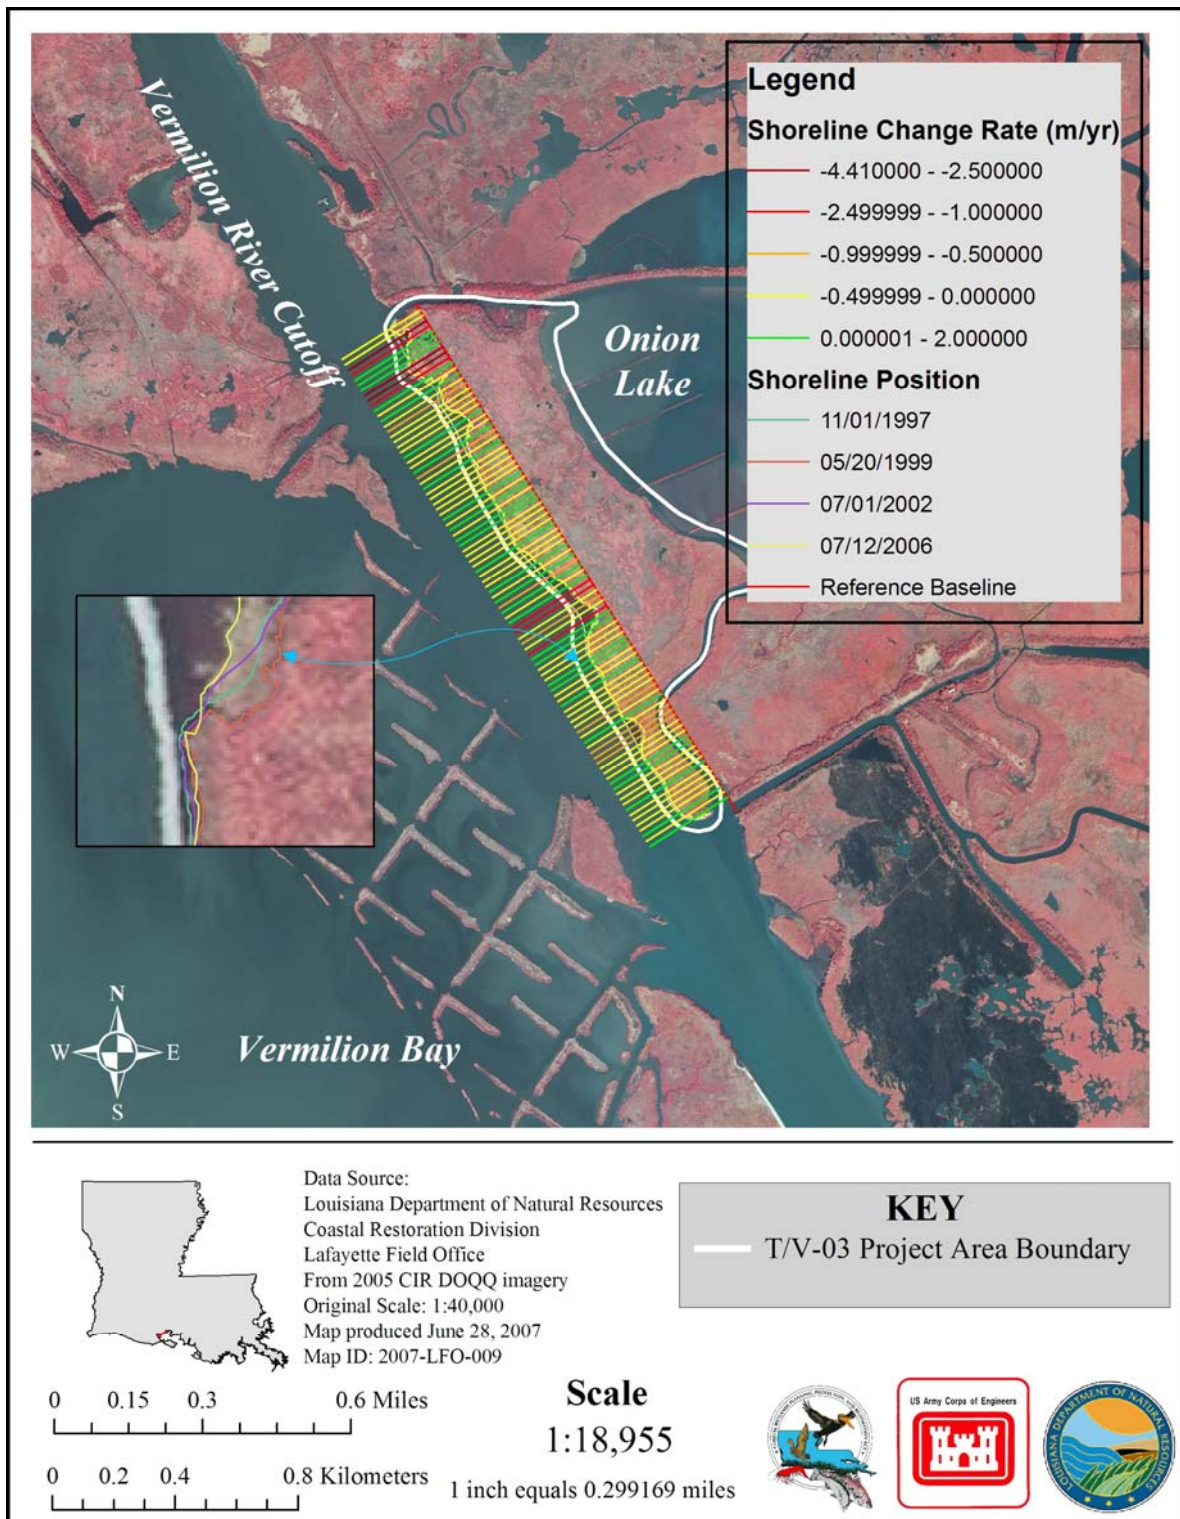 Vermilion River Cutoff
Onion
Lake
Vermilion Bay
Legend
Shoreline Change Rate (m/yr)
-4.410000 - -2.500000
-2.499999 - -1.000000
-0.999999 - -0.500000
-0.499999 - 0.000000
0.000001 - 2.000000
Shoreline Position
11/01/1997
05/20/1999
07/01/2002
07/12/2006
Reference Baseline
N
W E
S
Data Source:
Louisiana Department of Natural Resources
Coastal Restoration Division
Lafayette Field Office
From 2005 CIR DOQQ imagery
Original Scale: 1:40,000
Map produced June 28, 2007
Map ID: 2007-LFO-009
KEY
T/V-03 Project Area Boundary
0 0.15 0.3 0.6 Miles
0 0.2 0.4 0.8 Kilometers
Scale
1:18,955
1 inch equals 0.299169 miles
US Army Corps of Engineers
LOUISIANA DEPARTMENT OF NATURAL RESOURCES